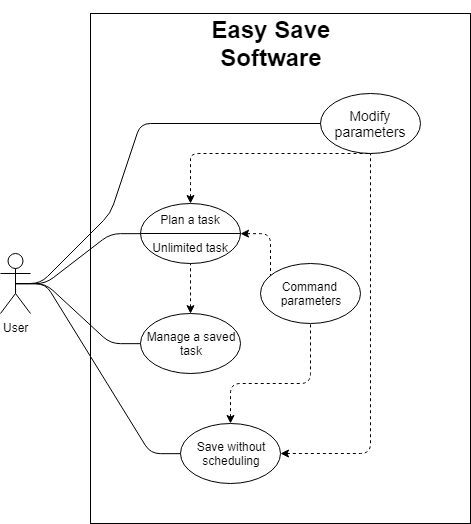 Easy Save
Software
Modify
parameters
Plan a task
Unlimited task
Command
parameters
User
Manage a saved
task
Save without
scheduling